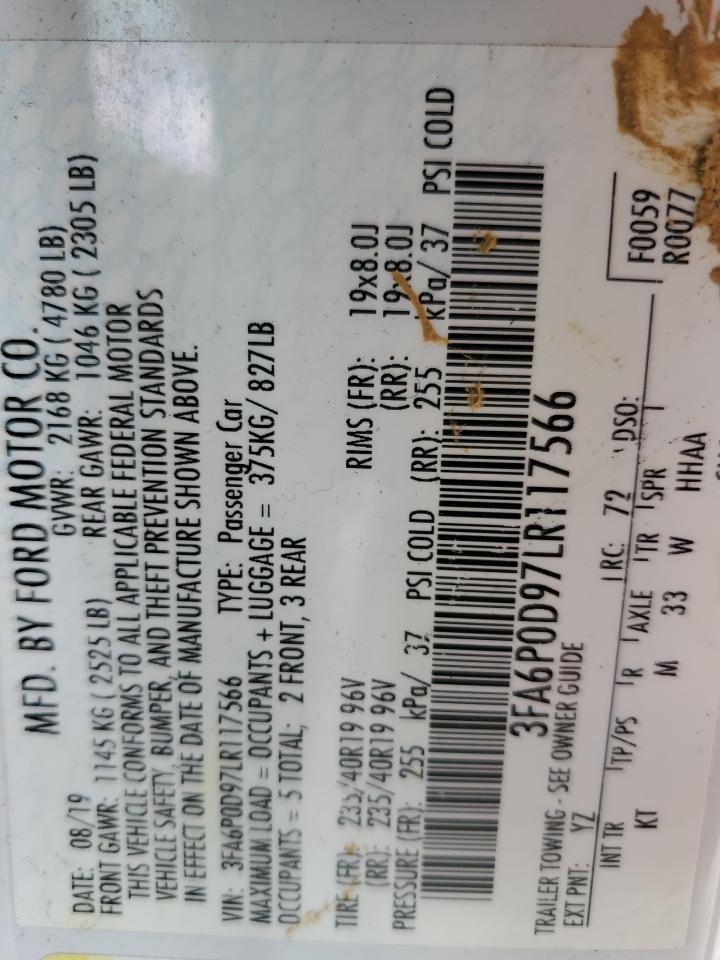 MFD. BY FORD MOTOR CO.
DATE: 08/19 GVWR: 2168 KG ( 4780 LB)
FRONT GAWR: 1145 KG ( 2525 LB) REAR GAWR: 1046 KG ( 2305 LB)
THIS VEHICLE CONFORMS TO ALL APPLICABLE FEDERAL MOTOR
VEHICLE SAFETY, BUMPER, AND THEFT PREVENTION STANDARDS
IN EFFECT ON THE DATE OF MANUFACTURE SHOWN ABOVE.
VIN: 3FA6P0D97LR117566 TYPE: Passenger Car
MAXIMUM LOAD = OCCUPANTS + LUGGAGE = 375KG/ 827LB
OCCUPANTS = 5 TOTAL; 2 FRONT, 3 REAR
TIRE (FR): 235/40R19 96V RIMS (FR): 19x8.0J
(RR): 235/40R19 96V (RR): 19x8.0J
PRESSURE (FR): 255 kPa/ 37 PSI COLD (RR): 255 kPa/ 37 PSI COLD
3FA6P0D97LR117566
TRAILER TOWING - SEE OWNER GUIDE
F0059
EXT PNT: YZ RC: 72 DSO: R0077
INT TR TP/PS R AXLE TR SPR
KT M 33 W HHAA